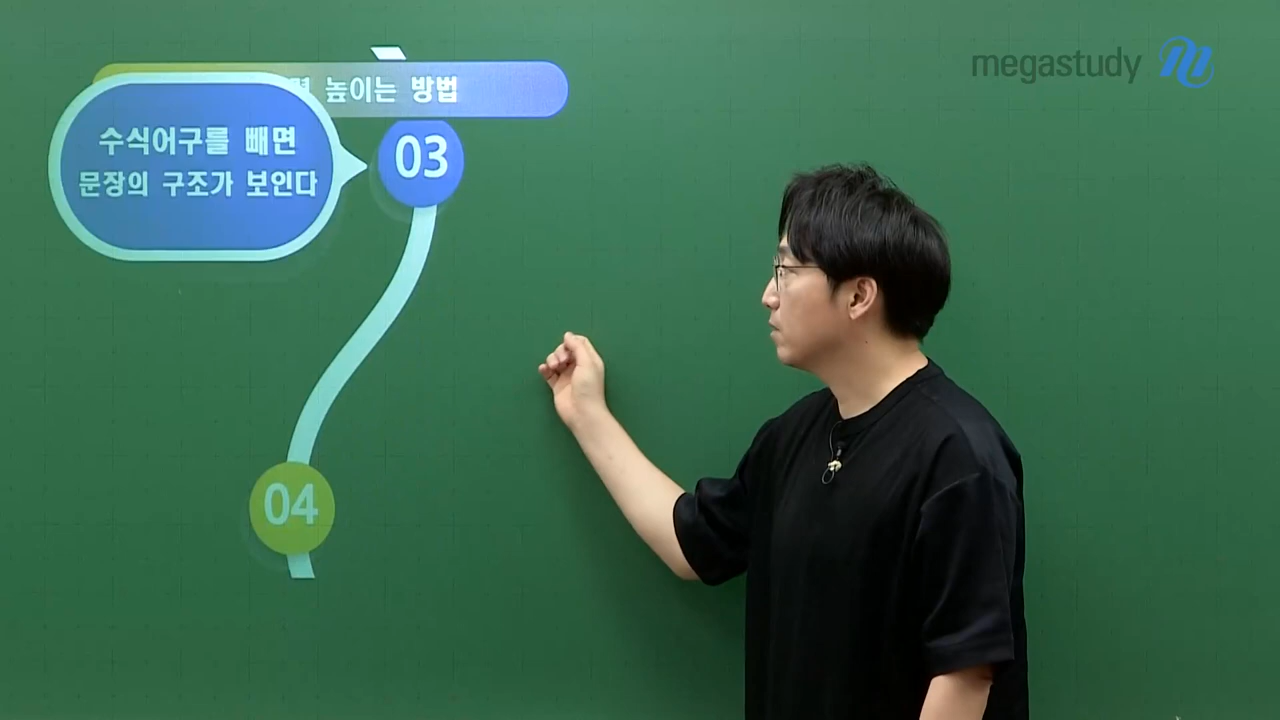 megastudy
높이는 방법
수식어구를 빼면
문장의 구조가 보인다
03
04